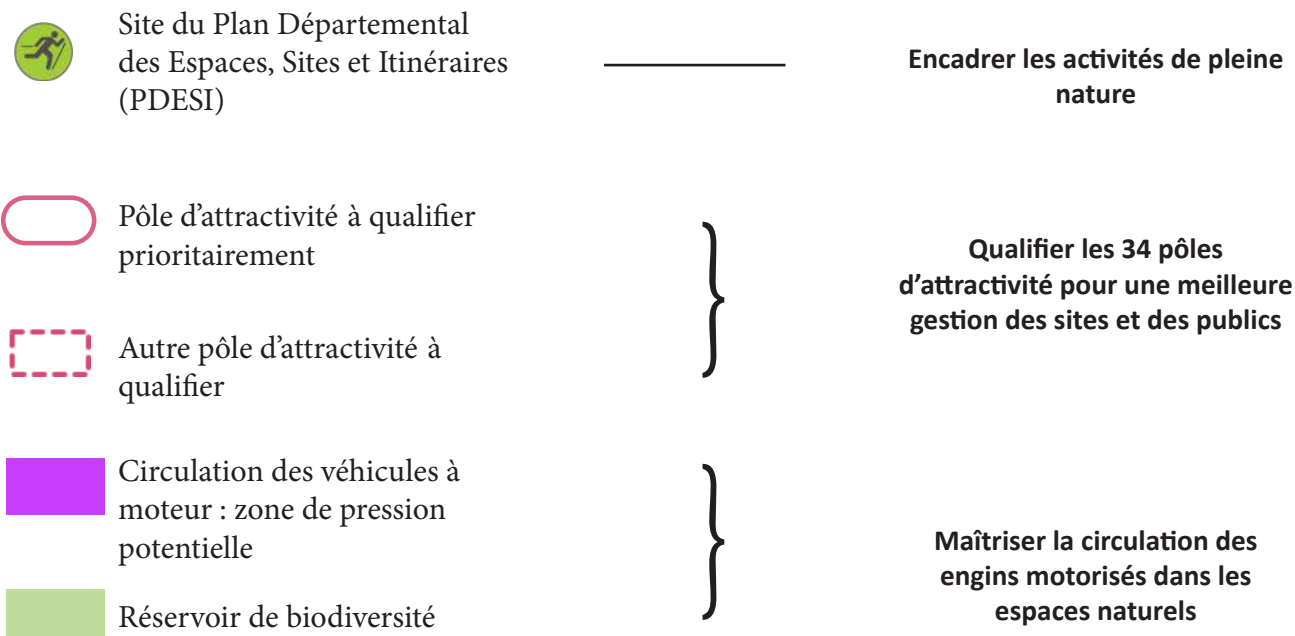 Site du Plan Départemental
des Espaces, Sites et Itinéraires
(PDESI)
Encadrer les activités de pleine
nature
Pôle d'attractivité à qualifier
prioritairement
Autre pôle d'attractivité à
qualifier
Qualifier les 34 pôles
d’attractivité pour une meilleure
gestion des sites et des publics
Circulation des véhicules à
moteur : zone de pression
potentielle
Réservoir de biodiversité
Maîtriser la circulation des
engins motorisés dans les
espaces naturels